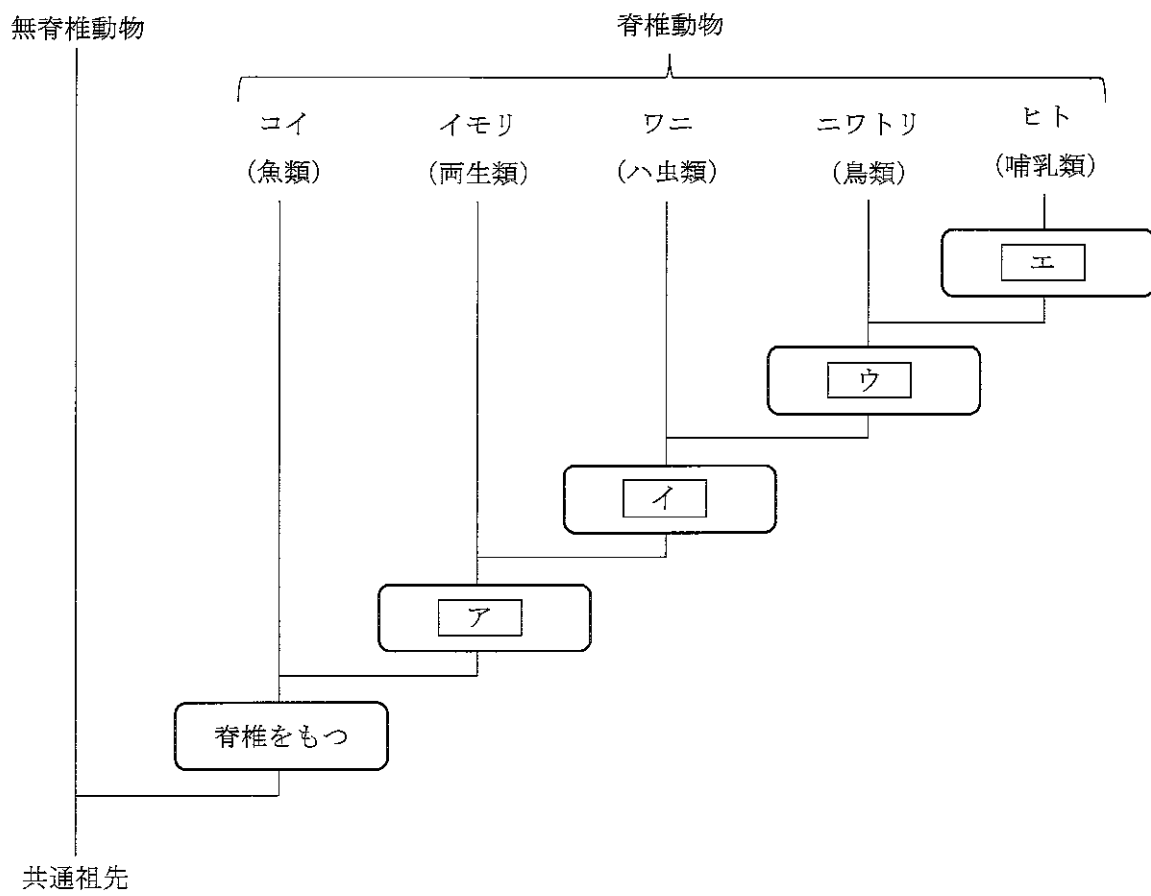 無脊椎動物
脊椎動物
コイ
(魚類)
イモリ
(両生類)
ワニ
(ハ虫類)
ニワトリ
(鳥類)
ヒト
(哺乳類)
エ
ウ
イ
ア
脊椎をもつ
共通祖先